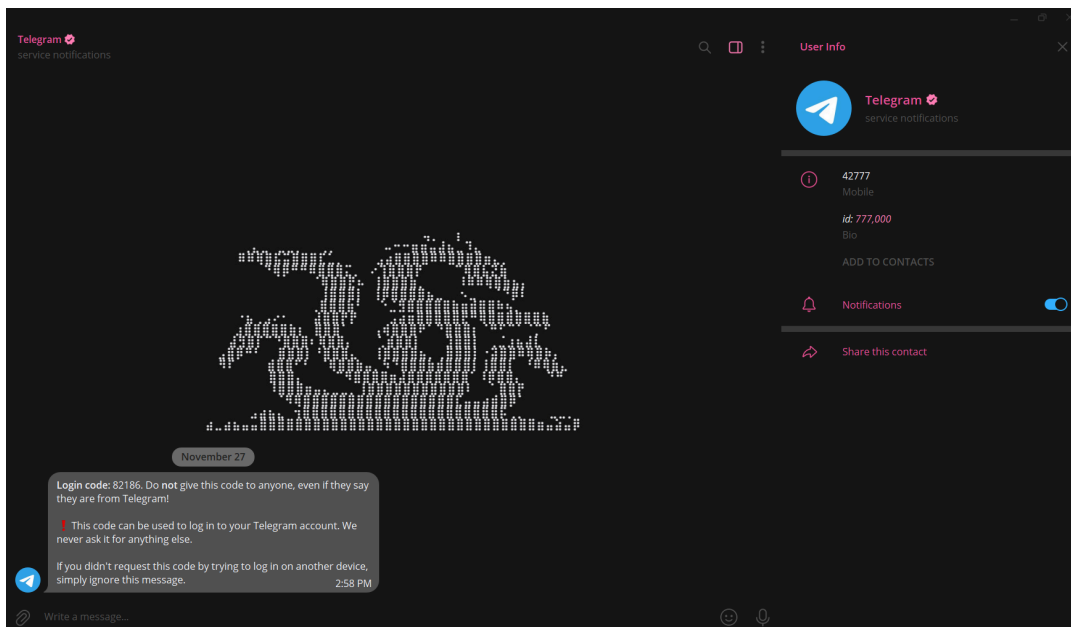 Telegram
service notifications
User Info
Telegram
service notifications
42777
Mobile
id: 777,000
Bio
ADD TO CONTACTS
Notifications
Share this contact
November 27
Login code: 82186. Do not give this code to anyone, even if they say
they are from Telegram!
❗ This code can be used to log in to your Telegram account. We
never ask it for anything else.
If you didn't request this code by trying to log in on another device,
simply ignore this message.
2:58 PM
Write a message...